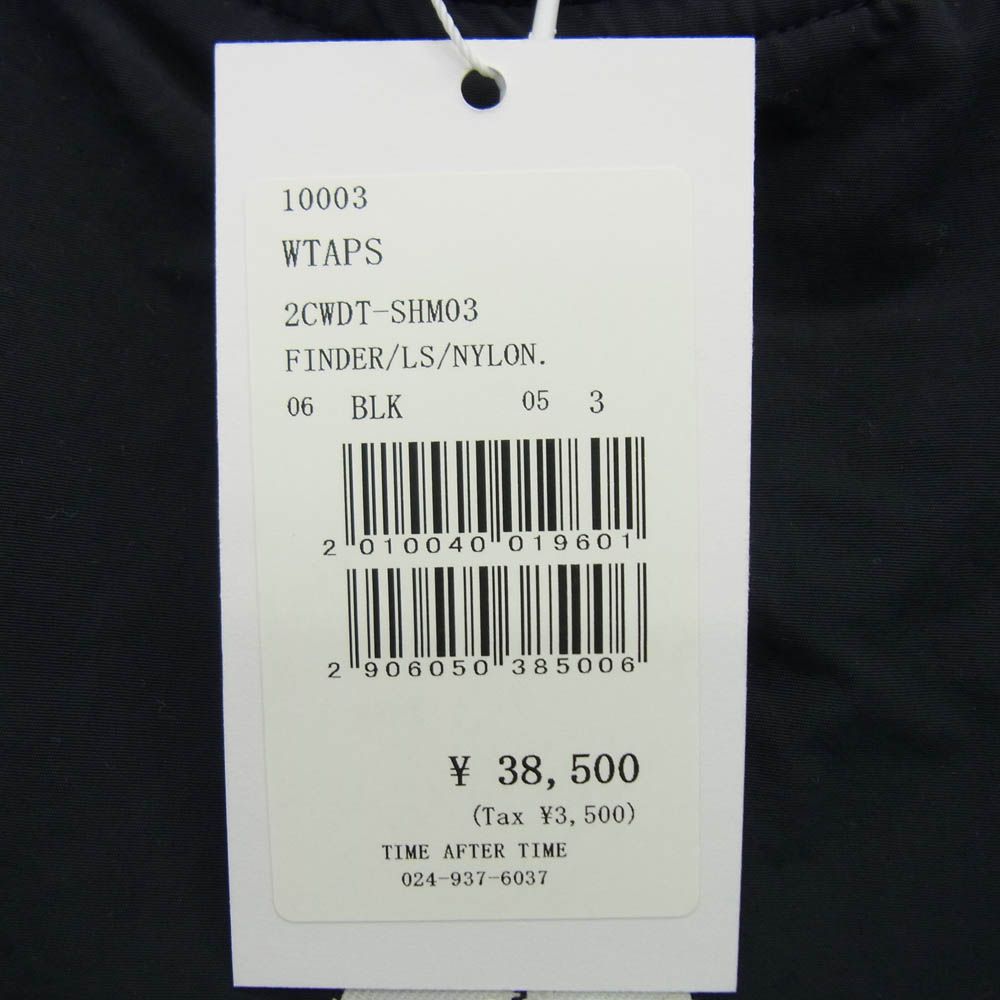 10003
WTAPS
2CWDT-SHM03
FINDER/LS/NYLON.
06 BLK 05 3
2 010040 019601
2 906050 385006
¥ 38,500
(Tax ¥3,500)
TIME AFTER TIME
024-937-6037